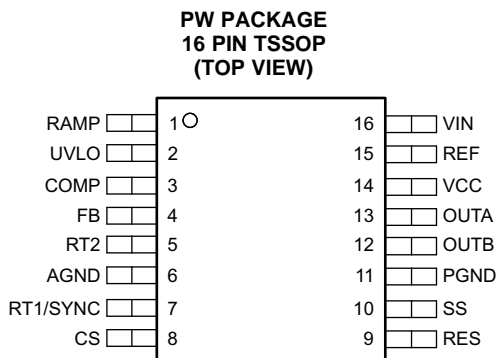 PW PACKAGE
16 PIN TSSOP
(TOP VIEW)
RAMP 1 16 VIN
UVLO 2 15 REF
COMP 3 14 VCC
FB 4 13 OUTA
RT2 5 12 OUTB
AGND 6 11 PGND
RT1/SYNC 7 10 SS
CS 8 9 RES